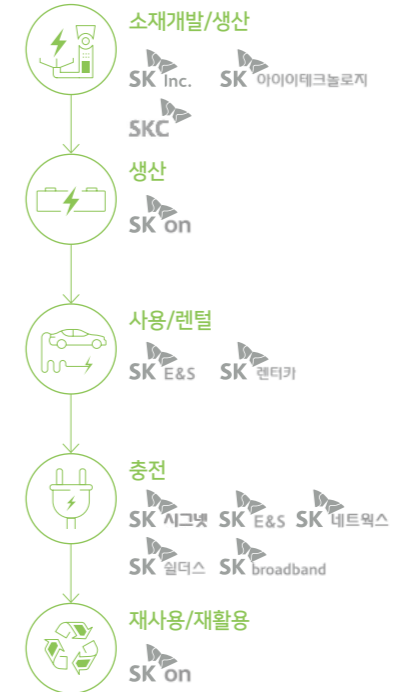 소재개발/생산
SK Inc. SK 아이이테크놀로지
SKC
생산
SK on
사용/렌털
SK E&S SK 렌터카
충전
SK 시그넷 SK E&S SK 네트웍스
SK 쉴더스 SK broadband
재사용/재활용
SK on